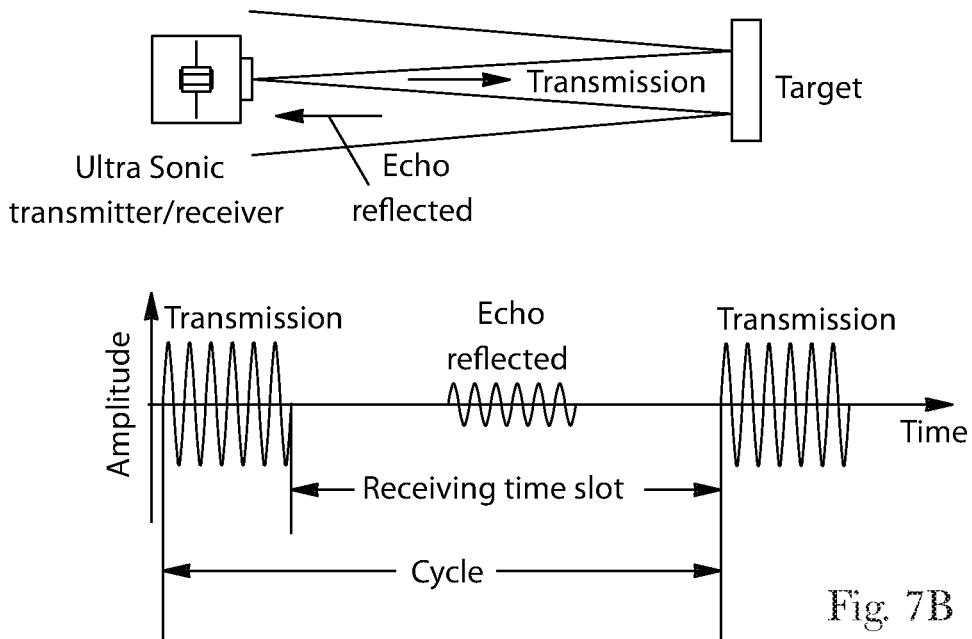 Transmission
Target
Ultra Sonic
transmitter/receiver
Echo
reflected
Amplitude
Transmission
Echo
reflected
Transmission
Time
Receiving time slot
Cycle
Fig. 7B